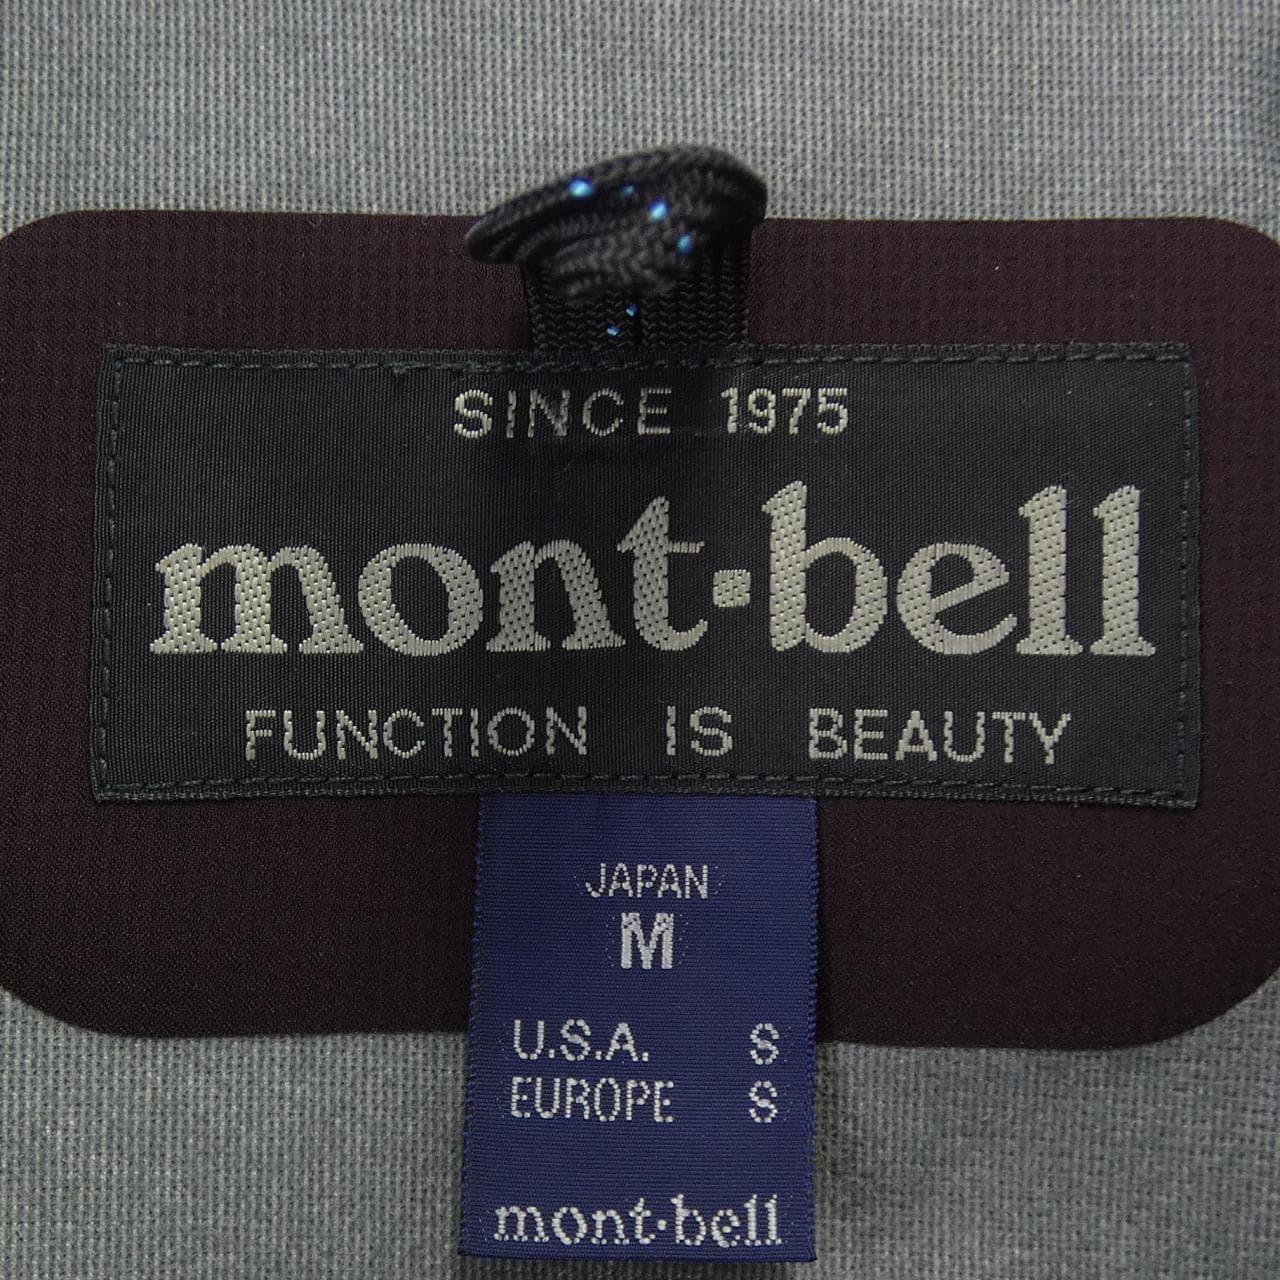 SINCE 1975
mont·bell
FUNCTION IS BEAUTY
JAPAN
M
U.S.A. S
EUROPE S
mont·bell